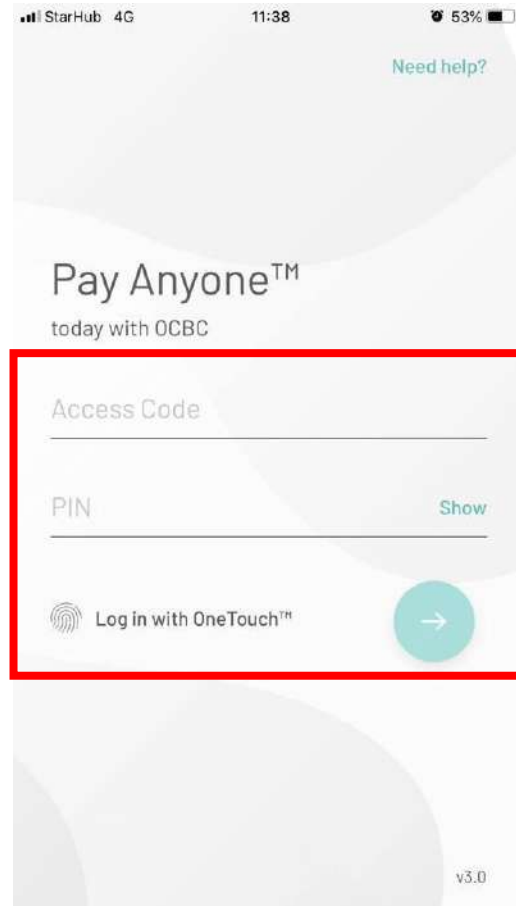 StarHub 4G 11:38 53%
Need help?
Pay Anyone™
today with OCBC
Access Code
PIN Show
Log in with OneTouch™
v3.0